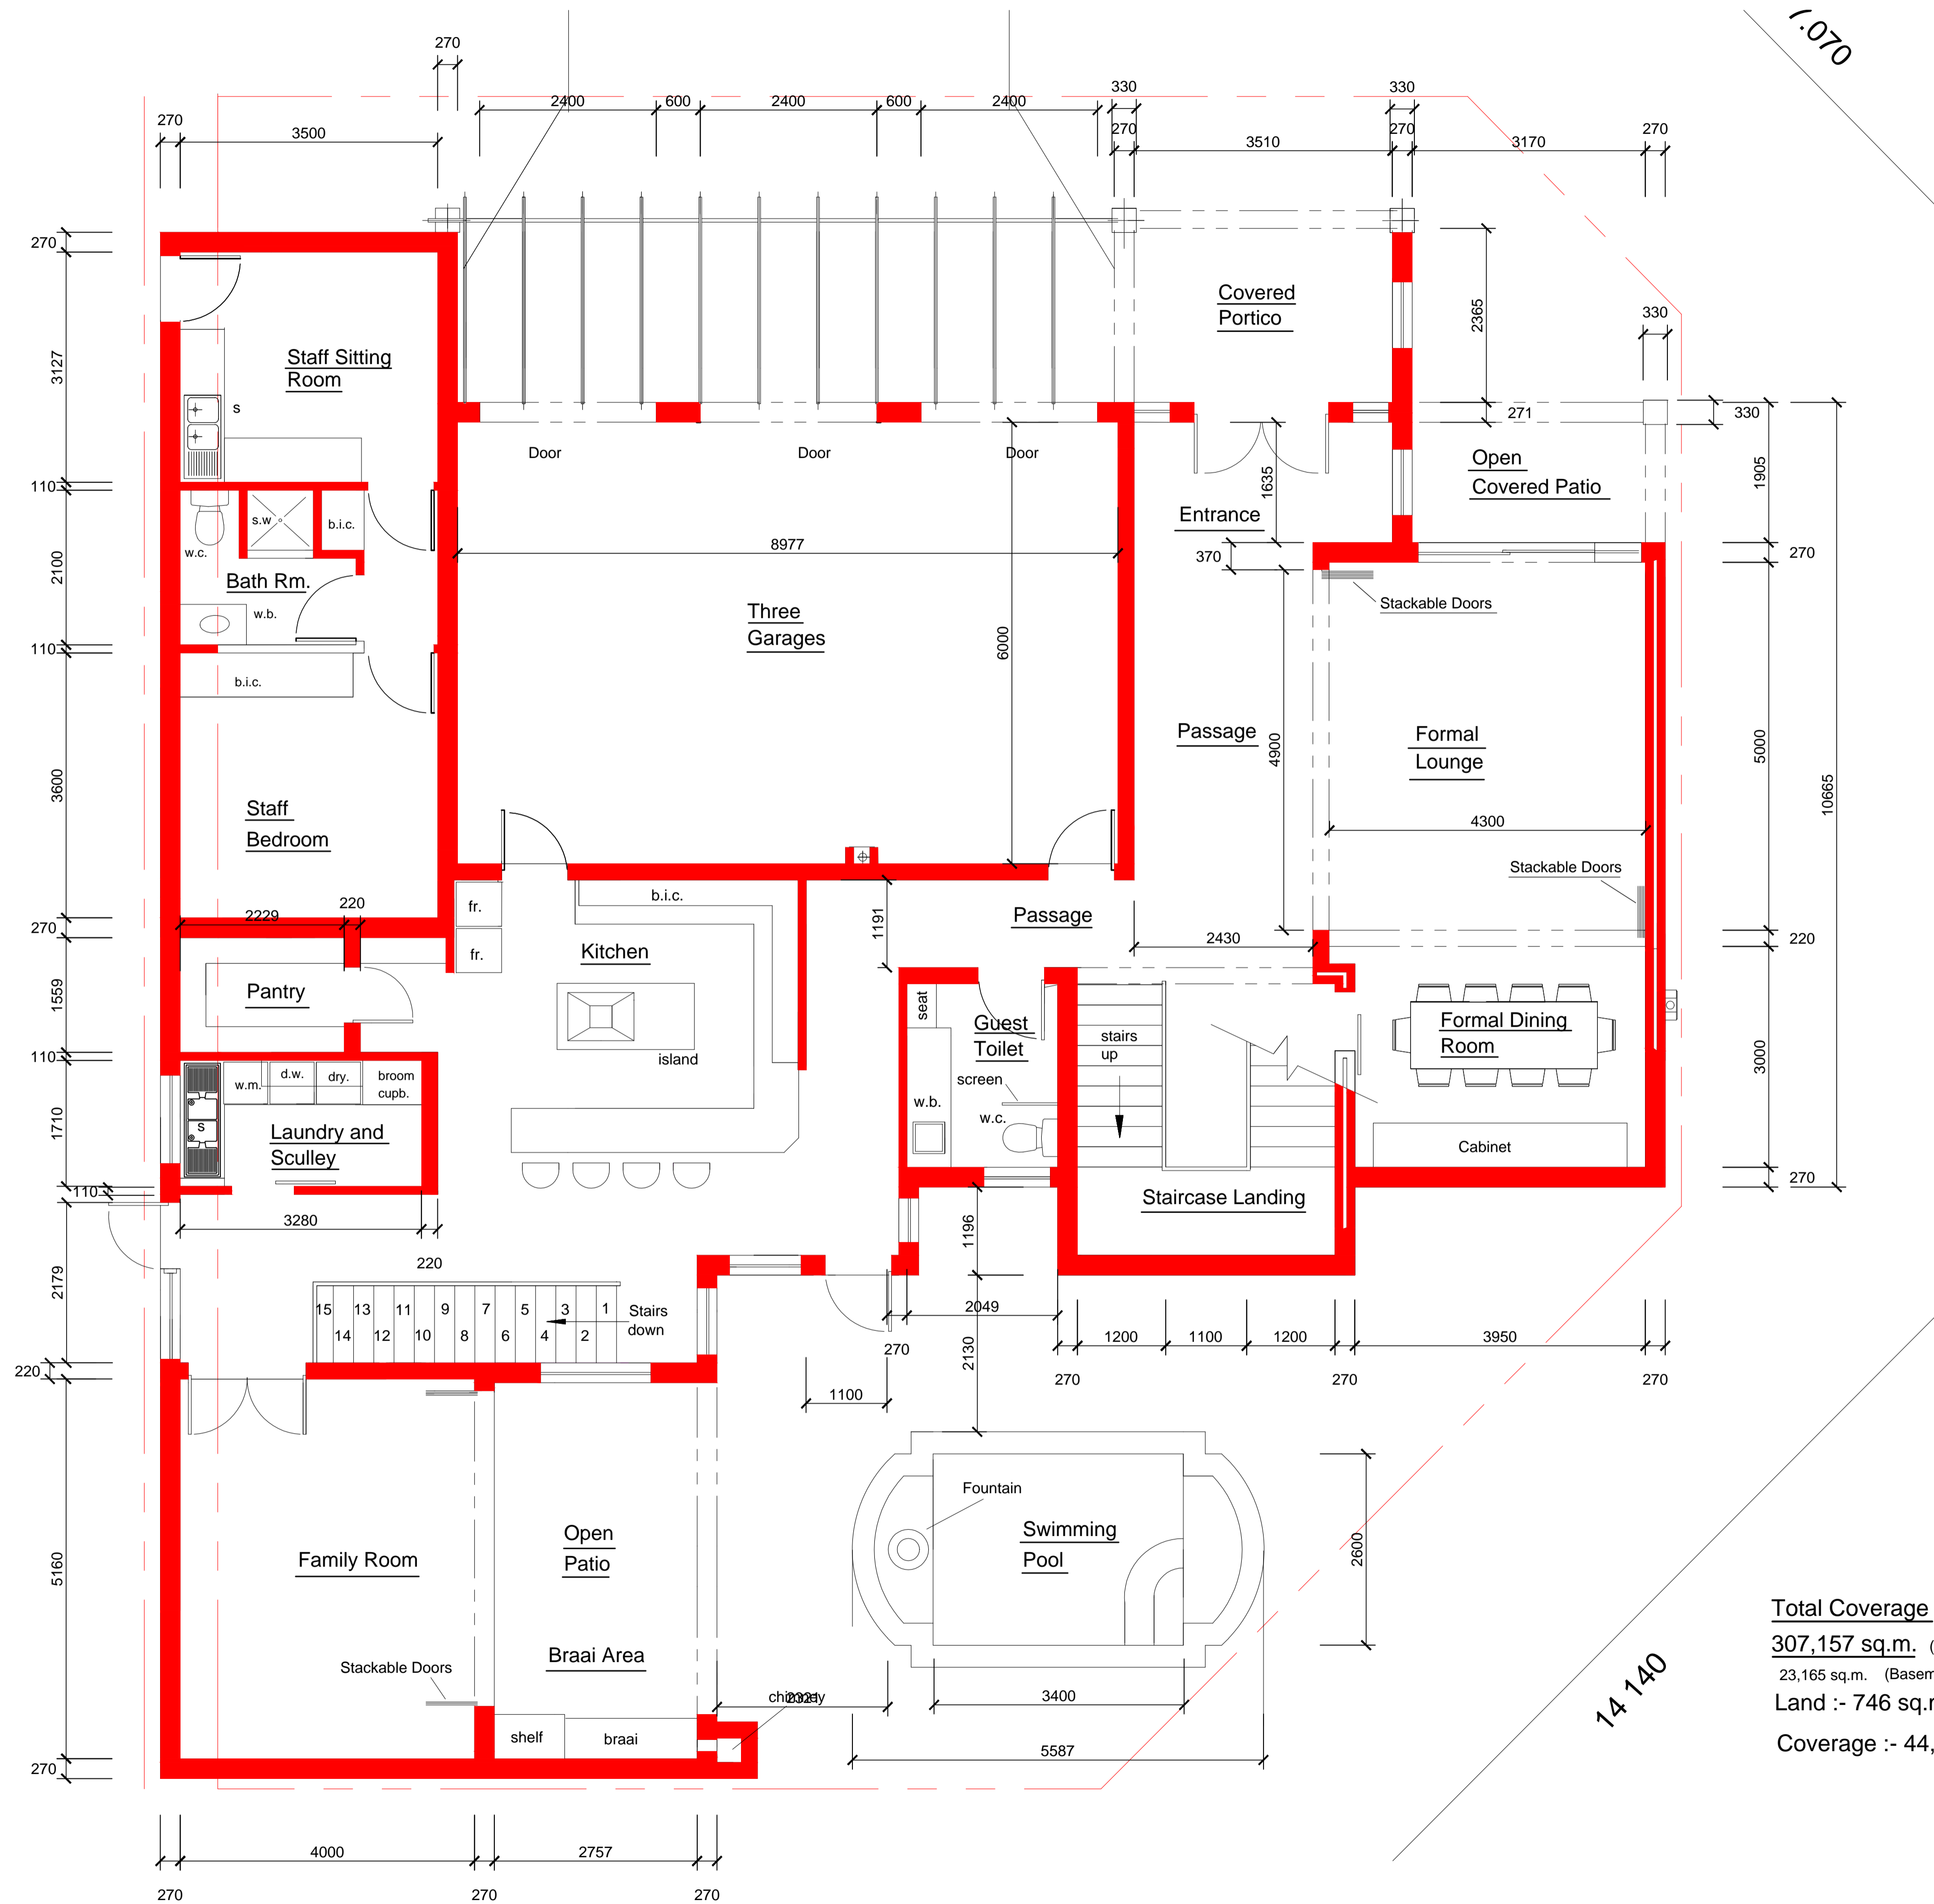 7.070
270
2400
600
2400
600
2400
330
330
270
3500
270
3510
270
3170
270
270
3127
110
2100
110
3600
270
1559
110
1710
110
2179
220
5160
270
Staff Sitting
Room
s
Covered
Portico
2365
330
271
330
Door
Door
Door
Open
Covered Patio
1905
10665
1635
Entrance
s.w
b.i.c.
w.c.
8977
370
270
Bath Rm.
w.b.
Three
Garages
6000
Stackable Doors
b.i.c.
Passage
4900
Formal
Lounge
5000
Staff
Bedroom
4300
Stackable Doors
2229
220
fr.
fr.
b.i.c.
Kitchen
1191
Passage
2430
220
Pantry
island
seat
Guest
Toilet
screen
w.b.
w.c.
stairs
up
Formal Dining
Room
3000
w.m.
d.w.
dry.
broom
cupb.
s
Laundry and
Sculley
Cabinet
270
Staircase Landing
3280
220
1196
15 13 11 9 7 5 3 1
14 12 10 8 6 4 2
Stairs
down
2049
270
2130
1200
1100
1200
3950
270
270
270
1100
Fountain
Swimming
Pool
2600
Open
Patio
Family Room
Braai Area
Stackable Doors
chimney
2321
3400
shelf
braai
5587
14 140
Total Coverage
307,157 sq.m. (
23,165 sq.m. (Basem
Land :- 746 sq.r
Coverage :- 44,
4000
2757
270
270
270